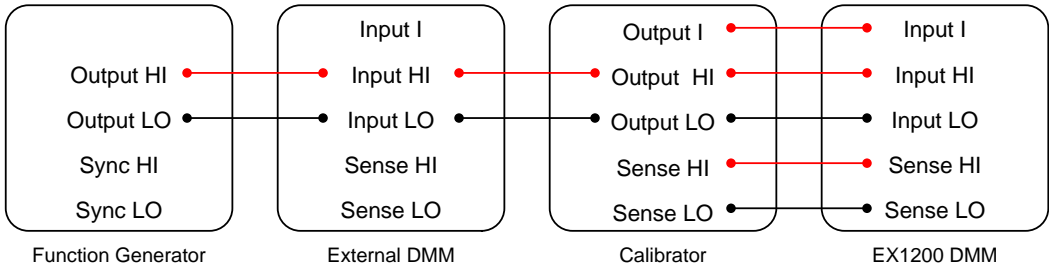 Input I
Output HI
Input HI
Output LO
Input LO
Sync HI
Sense HI
Sync LO
Sense LO
Output I
Input I
Output  HI
Input HI
Output LO
Input LO
Sense HI
Sense HI
Sense LO
Sense LO
Function Generator
External DMM
Calibrator
EX1200 DMM